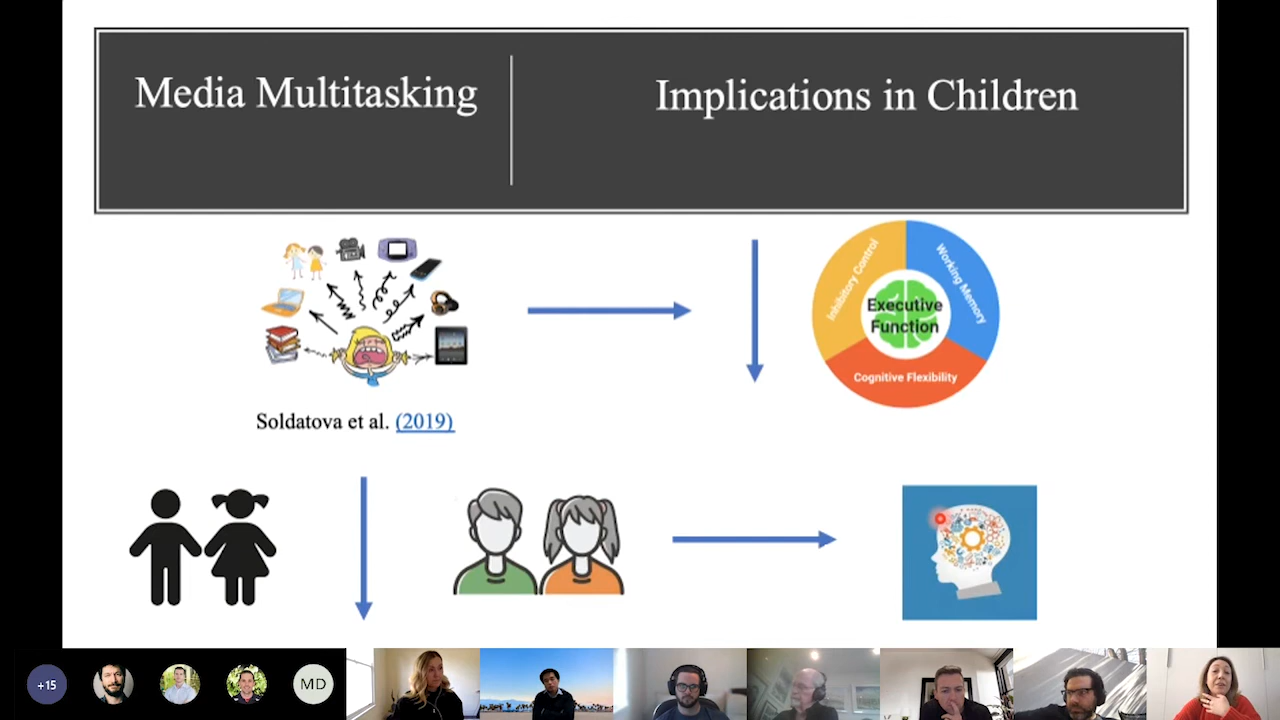 Media Multitasking
Implications in Children
Inhibitory Control
Working Memory
Executive
Function
Cognitive Flexibility
Soldatova et al. (2019)
+15
MD